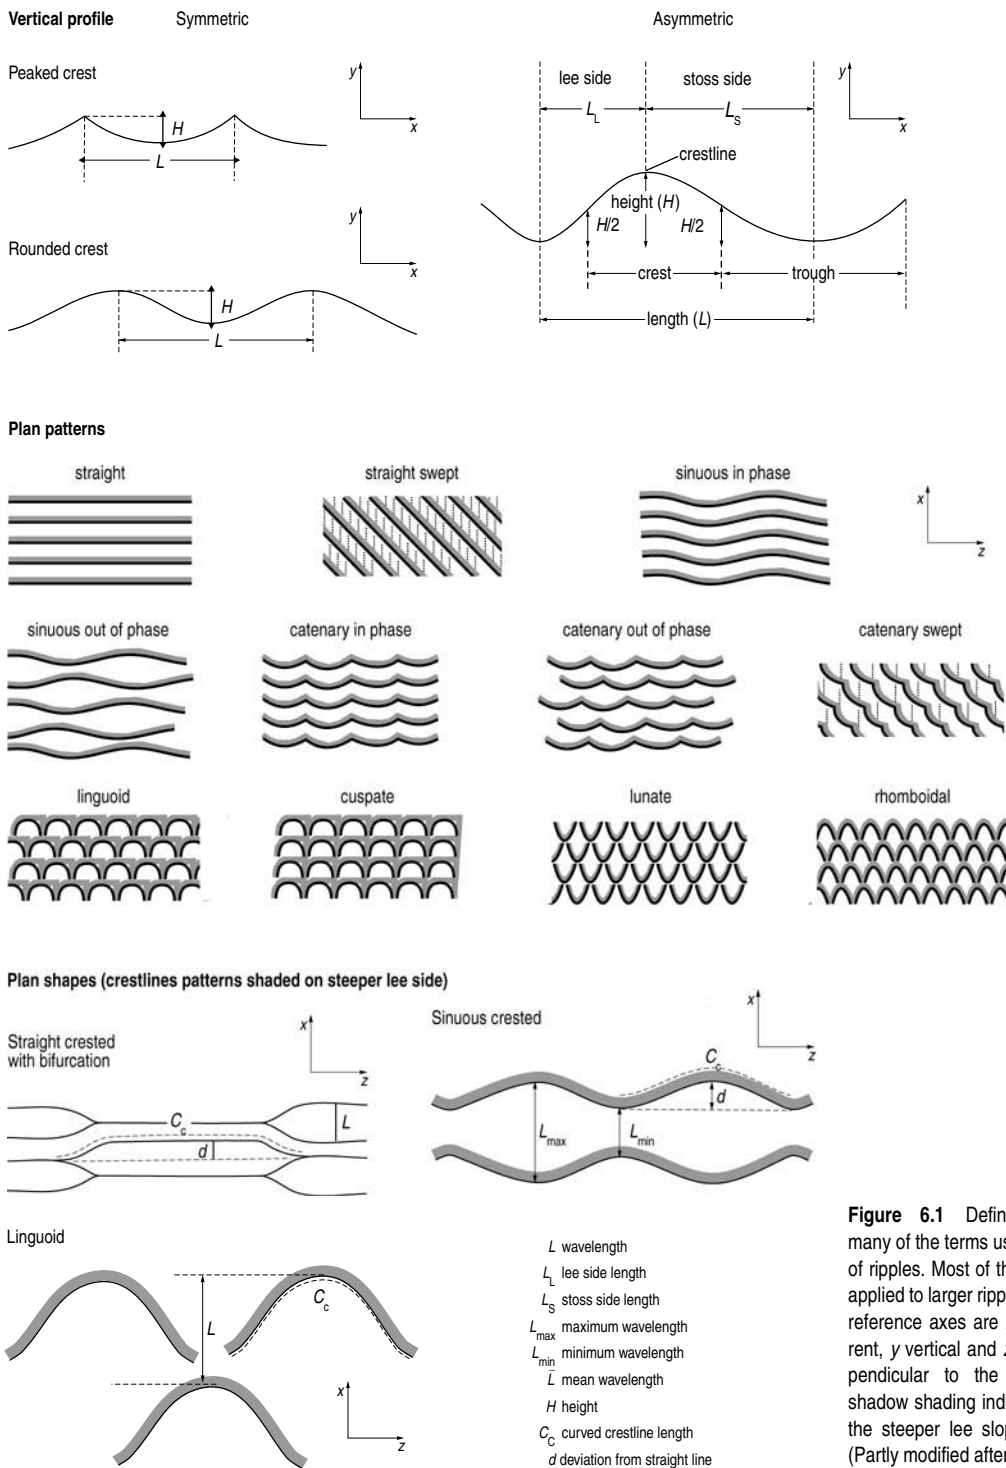 Vertical profile Symmetric Asymmetric
Peaked crest
y
x
H
L
lee side stoss side
L_L L_S
y
x
crestline
height (H)
H/2 H/2
crest trough
length (L)
Rounded crest
y
x
H
L
Plan patterns
straight straight swept sinuous in phase
x
z
sinuous out of phase catenary in phase catenary out of phase catenary swept
linguoid cuspate lunate rhomboidal
Plan shapes (crestlines patterns shaded on steeper lee side)
Straight crested
with bifurcation
x
z
C_c
L
d
Sinuous crested
x
z
C_c
d
L_max L_min
Linguoid
C_c
L
x
z
L wavelength
L_L lee side length
L_S stoss side length
L_max maximum wavelength
L_min minimum wavelength
L̄ mean wavelength
H height
C_C curved crestline length
d deviation from straight line
Figure 6.1 Defin
many of the terms us
of ripples. Most of th
applied to larger ripp
reference axes are
rent, y vertical and z
pendicular to the
shadow shading ind
the steeper lee slop
(Partly modified after